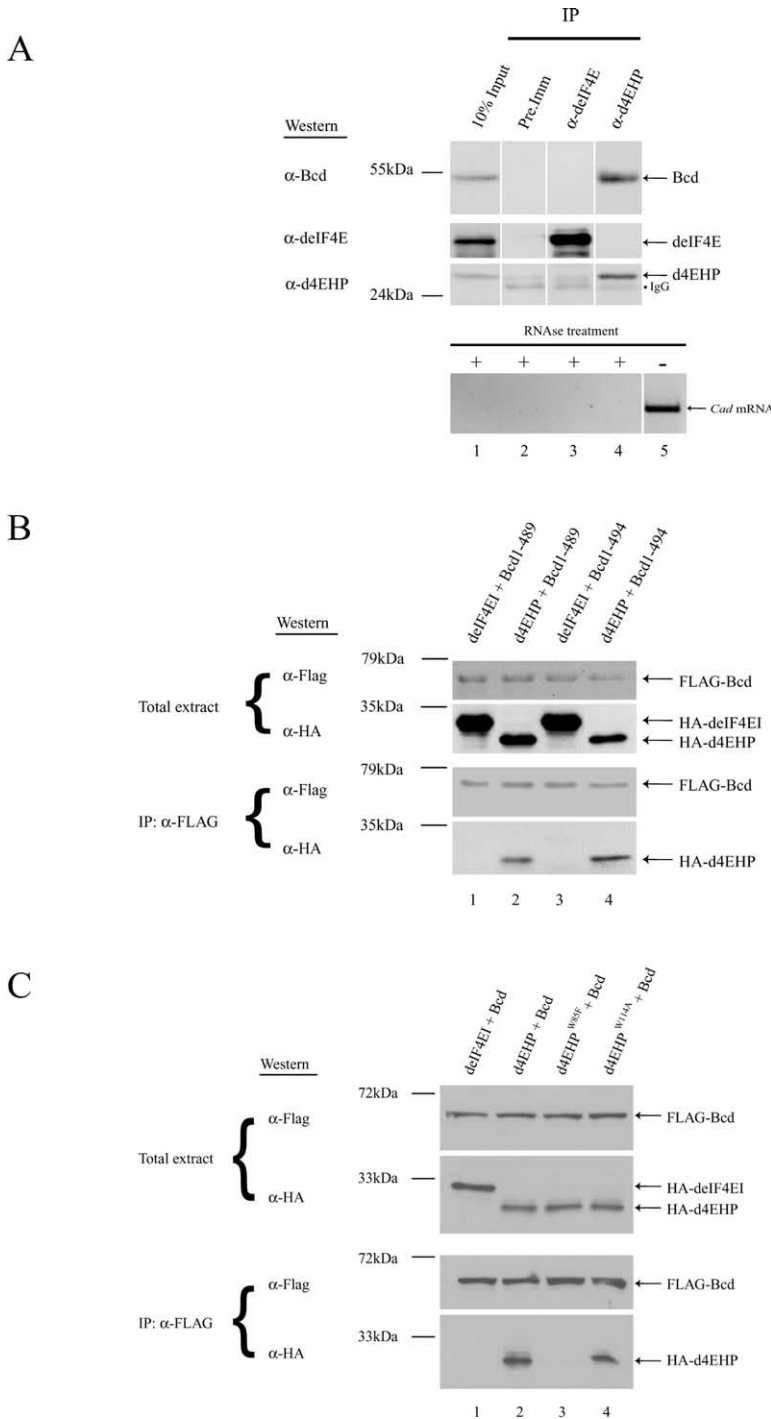 A
IP
10% Input
Pre.Imm
α-deIF4E
α-d4EHP
Western
α-Bcd
55kDa
Bcd
α-deIF4E
deIF4E
α-d4EHP
d4EHP
• IgG
24kDa
RNAse treatment
+ + + + -
Cad mRNA
1 2 3 4 5
B
deIF4EI + Bcd1-489
d4EHP + Bcd1-489
deIF4EI + Bcd1-494
d4EHP + Bcd1-494
Western
79kDa
α-Flag
FLAG-Bcd
Total extract
35kDa
HA-deIF4EI
α-HA
HA-d4EHP
79kDa
α-Flag
FLAG-Bcd
IP: α-FLAG
35kDa
α-HA
HA-d4EHP
1 2 3 4
C
deIF4EI + Bcd
d4EHP + Bcd
d4EHP W85F + Bcd
d4EHP W114A + Bcd
Western
72kDa
α-Flag
FLAG-Bcd
Total extract
33kDa
HA-deIF4EI
α-HA
HA-d4EHP
72kDa
α-Flag
FLAG-Bcd
IP: α-FLAG
33kDa
α-HA
HA-d4EHP
1 2 3 4